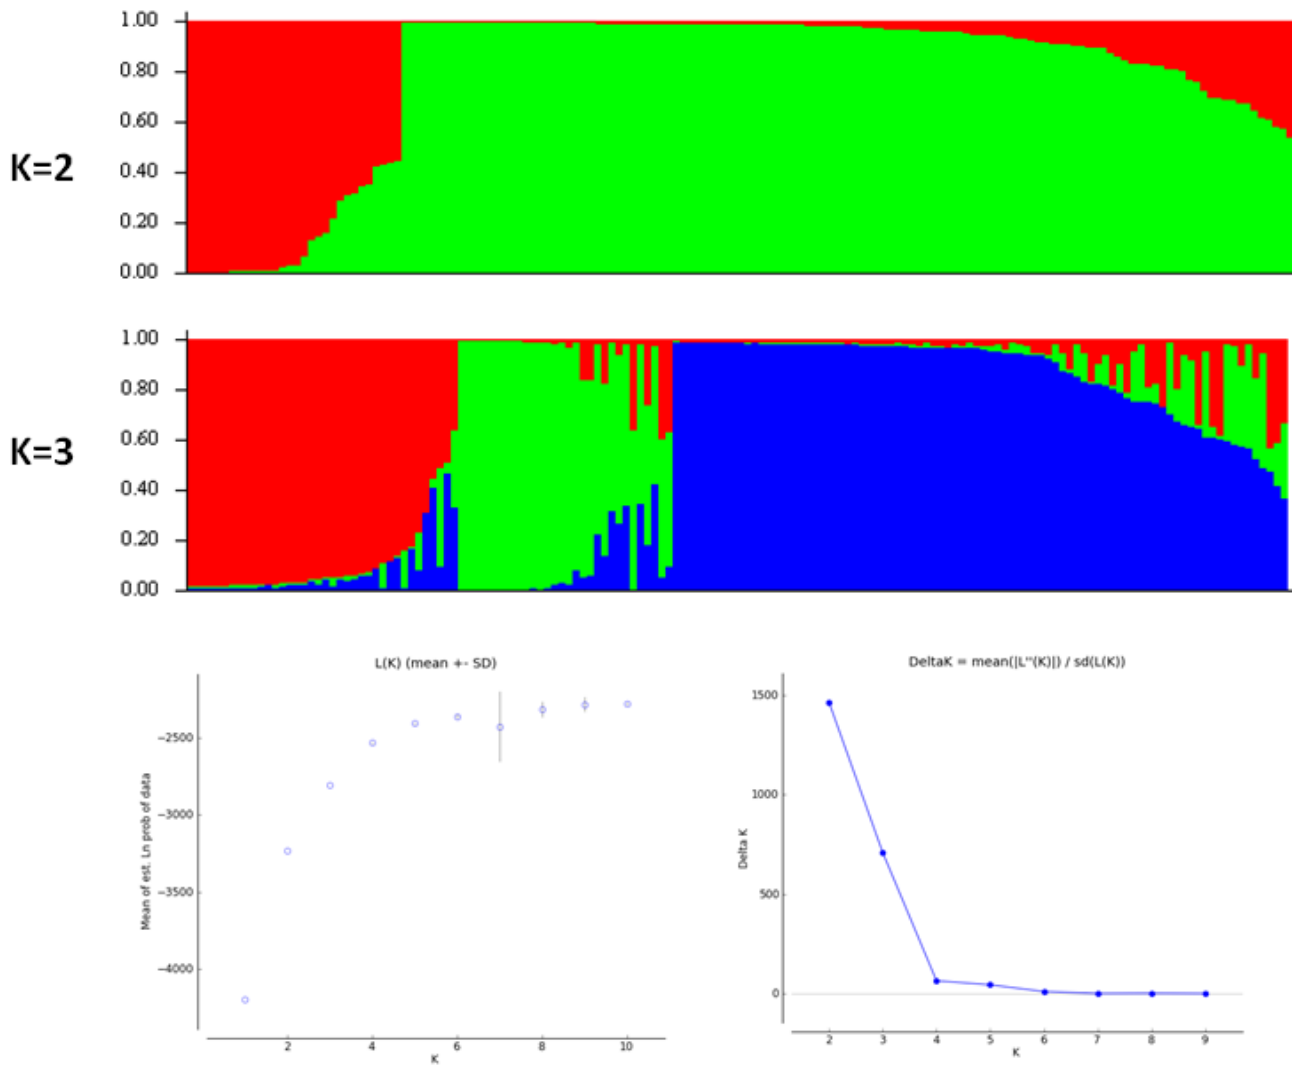 1.00
0.80
0.60
K=2
0.40
0.20
0.00
1.00
0.80
0.60
K=3
0.40
0.20
0.00
L(K) (mean +- SD)
Mean of est. Ln prob of data
−2500
−3000
−3500
−4000
2 4 6 8 10
K
DeltaK = mean(|L''(K)|) / sd(L(K))
Delta K
1500
1000
500
0
2 3 4 5 6 7 8 9
K